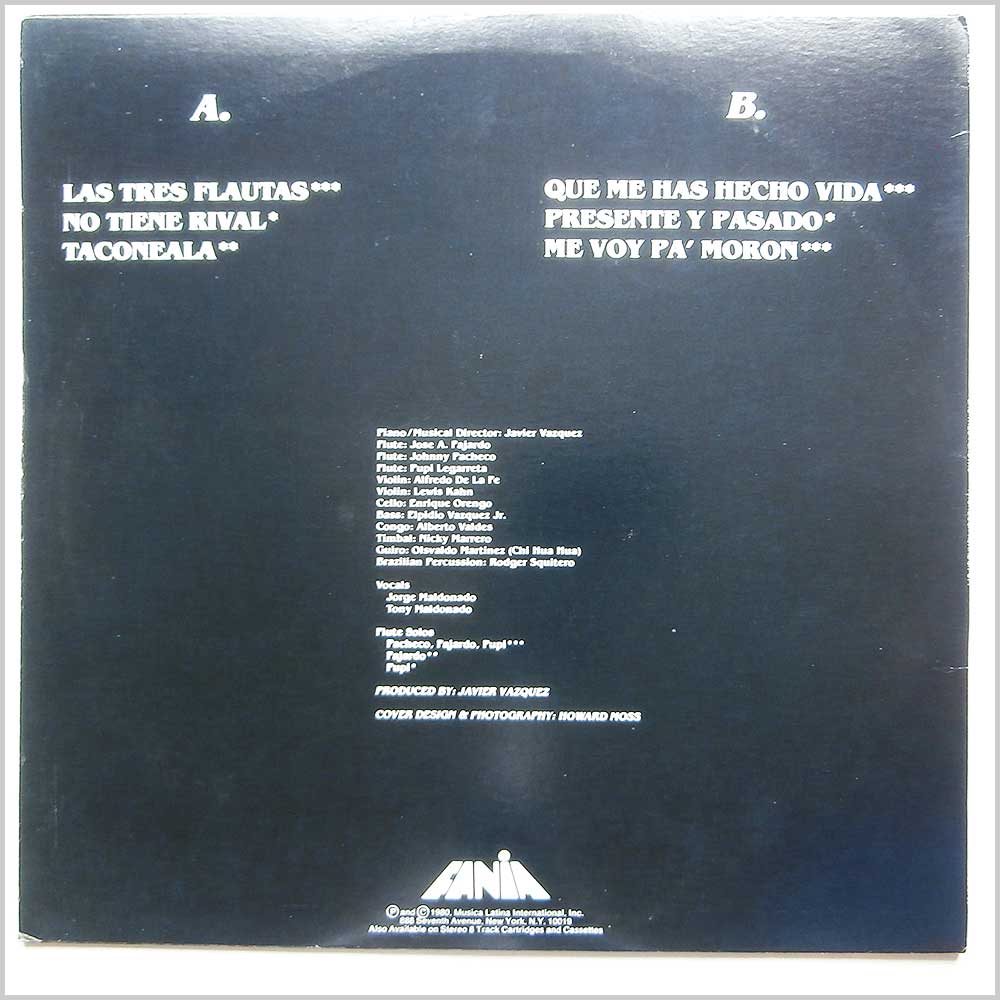 A.
LAS TRES FLAUTAS***
NO TIENE RIVAL*
TACONEALA**
B.
QUE ME HAS HECHO VIDA***
PRESENTE Y PASADO*
ME VOY PA' MORON***
Piano/Musical Director: Javier Vazquez
Flute: Jose A. Fajardo
Flute: Johnny Pacheco
Flute: Pupi Legarreta
Violin: Alfredo De La Fe
Violin: Lewis Kahn
Cello: Enrique Orengo
Bass: Elpidio Vazquez Jr.
Congo: Alberto Valdes
Timbal: Nicky Marrero
Guiro: Olsvaldo Martinez (Chi Hua Hua)
Brazilian Percussion: Rodger Squitero
Vocals
Jorge Maldonado
Tony Maldonado
Flute Solos
Pacheco, Fajardo, Pupi***
Fajardo**
Pupi*
PRODUCED BY: JAVIER VAZQUEZ
COVER DESIGN & PHOTOGRAPHY: HOWARD MOSS
FANIA
Ⓟ and © 1980, Musica Latina International, Inc.
888 Seventh Avenue, New York, N.Y. 10019
Also Available on Stereo 8 Track Cartridges and Cassettes